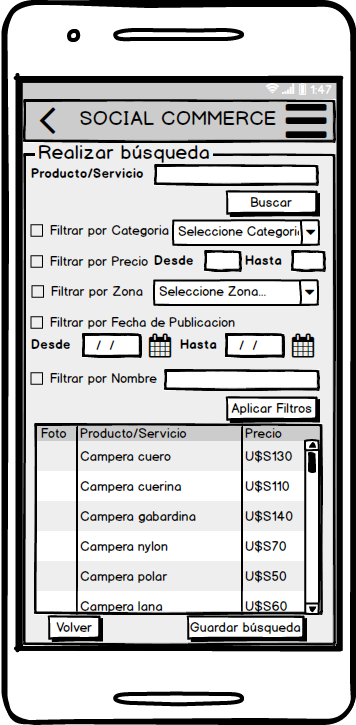 1:47
SOCIAL COMMERCE
Realizar búsqueda
Producto/Servicio
Buscar
Filtrar por Categoria Seleccione Categori
Filtrar por Precio Desde Hasta
Filtrar por Zona Seleccione Zona...
Filtrar por Fecha de Publicacion
Desde / / Hasta / /
Filtrar por Nombre
Aplicar Filtros
Foto Producto/Servicio Precio
Campera cuero U$S130
Campera cuerina U$S110
Campera gabardina U$S140
Campera nylon U$S70
Campera polar U$S50
Campera lana U$S60
Volver Guardar búsqueda